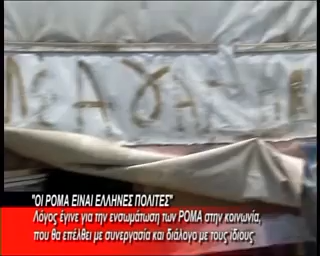 "ΟΙ ΡΟΜΑ ΕΙΝΑΙ ΕΛΛΗΝΕΣ ΠΟΛΙΤΕΣ"
Λόγος έγινε για την ενσωμάτωση των ΡΟΜΑ στην κοινωνία,
που θα επέλθει με συνεργασία και διάλογο με τους ίδιους